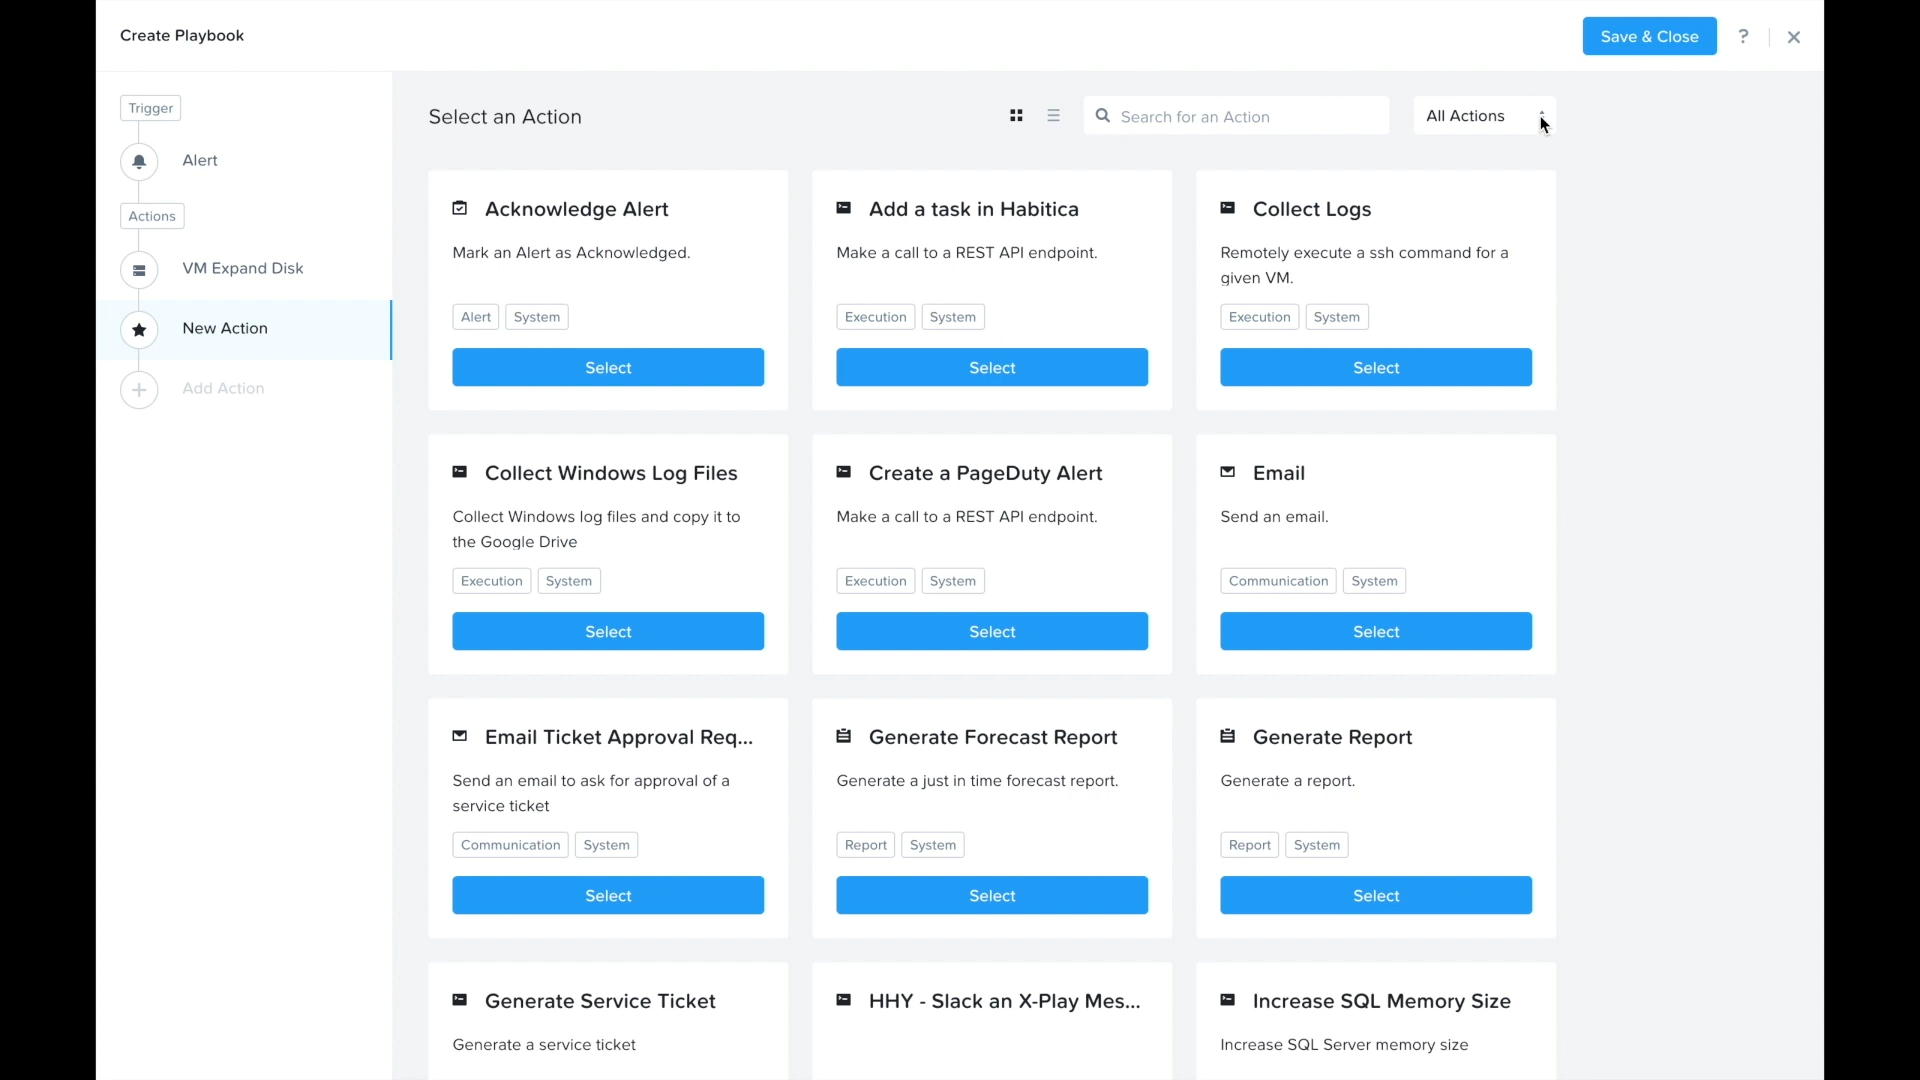 Create Playbook
Save & Close
?
Trigger
Alert
Actions
VM Expand Disk
New Action
Add Action
Select an Action
Search for an Action
All Actions
Acknowledge Alert
Mark an Alert as Acknowledged.
Alert System
Select
Add a task in Habitica
Make a call to a REST API endpoint.
Execution System
Select
Collect Logs
Remotely execute a ssh command for a
given VM.
Execution System
Select
Collect Windows Log Files
Collect Windows log files and copy it to
the Google Drive
Execution System
Select
Create a PageDuty Alert
Make a call to a REST API endpoint.
Execution System
Select
Email
Send an email.
Communication System
Select
Email Ticket Approval Req...
Send an email to ask for approval of a
service ticket
Communication System
Select
Generate Forecast Report
Generate a just in time forecast report.
Report System
Select
Generate Report
Generate a report.
Report System
Select
Generate Service Ticket
Generate a service ticket
HHY - Slack an X-Play Mes...
Increase SQL Memory Size
Increase SQL Server memory size